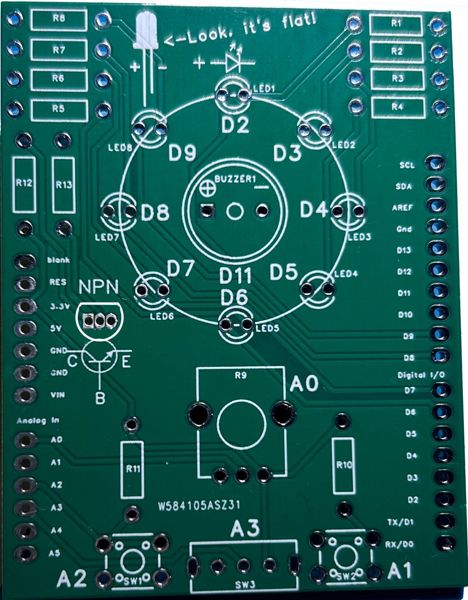 R8
<-Look, it's flat!
R1
R7
R2
+
-
+
R6
R3
LED1
R5
R4
D2
LED8
LED2
D9
D3
SCL
R12
R13
BUZZER1
SDA
+
-
D8
D4
AREF
LED7
LED3
Gnd
D13
blank
D7
D11
D5
LED4
D12
RES
NPN
D6
D11
3.3V
LED6
D10
5V
LED5
D9
GND
C
E
D8
GND
R9
A0
Digital I/O
VIN
B
D7
D6
Analog In
A0
D5
A1
R11
R10
D4
A2
D3
A3
W584105ASZ31
D2
A4
A3
TX/D1
A5
RX/D0
A2
SW1
SW3
SW2
A1